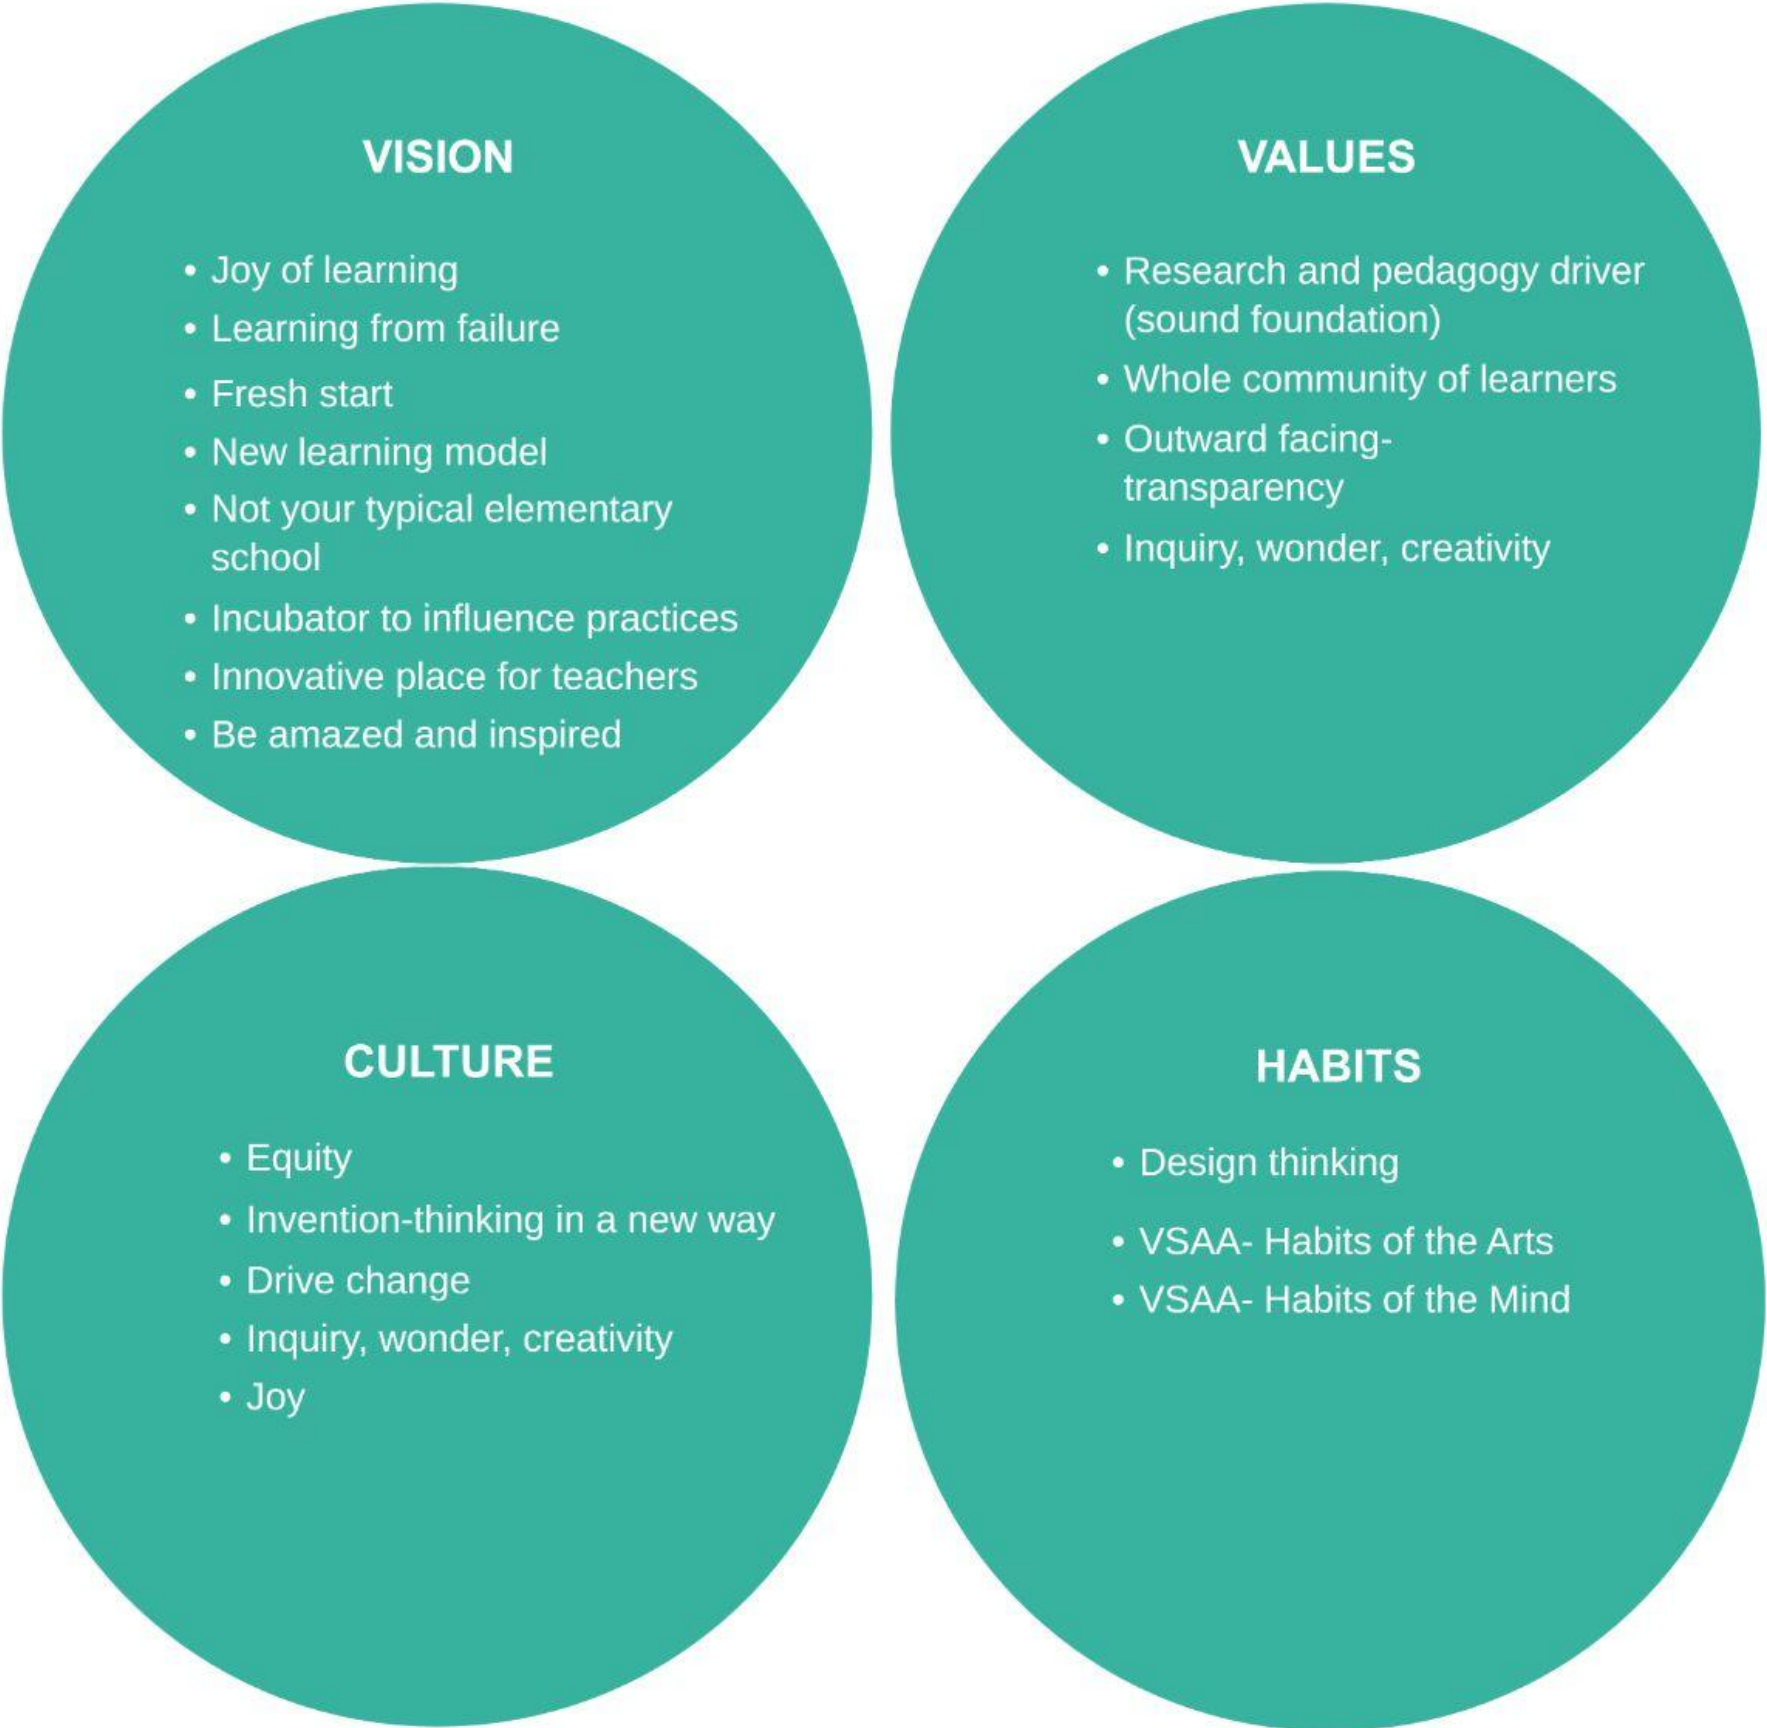 VISION
• Joy of learning
• Learning from failure
• Fresh start
• New learning model
• Not your typical elementary
school
• Incubator to influence practices
• Innovative place for teachers
• Be amazed and inspired
VALUES
• Research and pedagogy driver
(sound foundation)
• Whole community of learners
• Outward facing-
transparency
• Inquiry, wonder, creativity
CULTURE
• Equity
• Invention-thinking in a new way
• Drive change
• Inquiry, wonder, creativity
• Joy
HABITS
• Design thinking
• VSAA- Habits of the Arts
• VSAA- Habits of the Mind